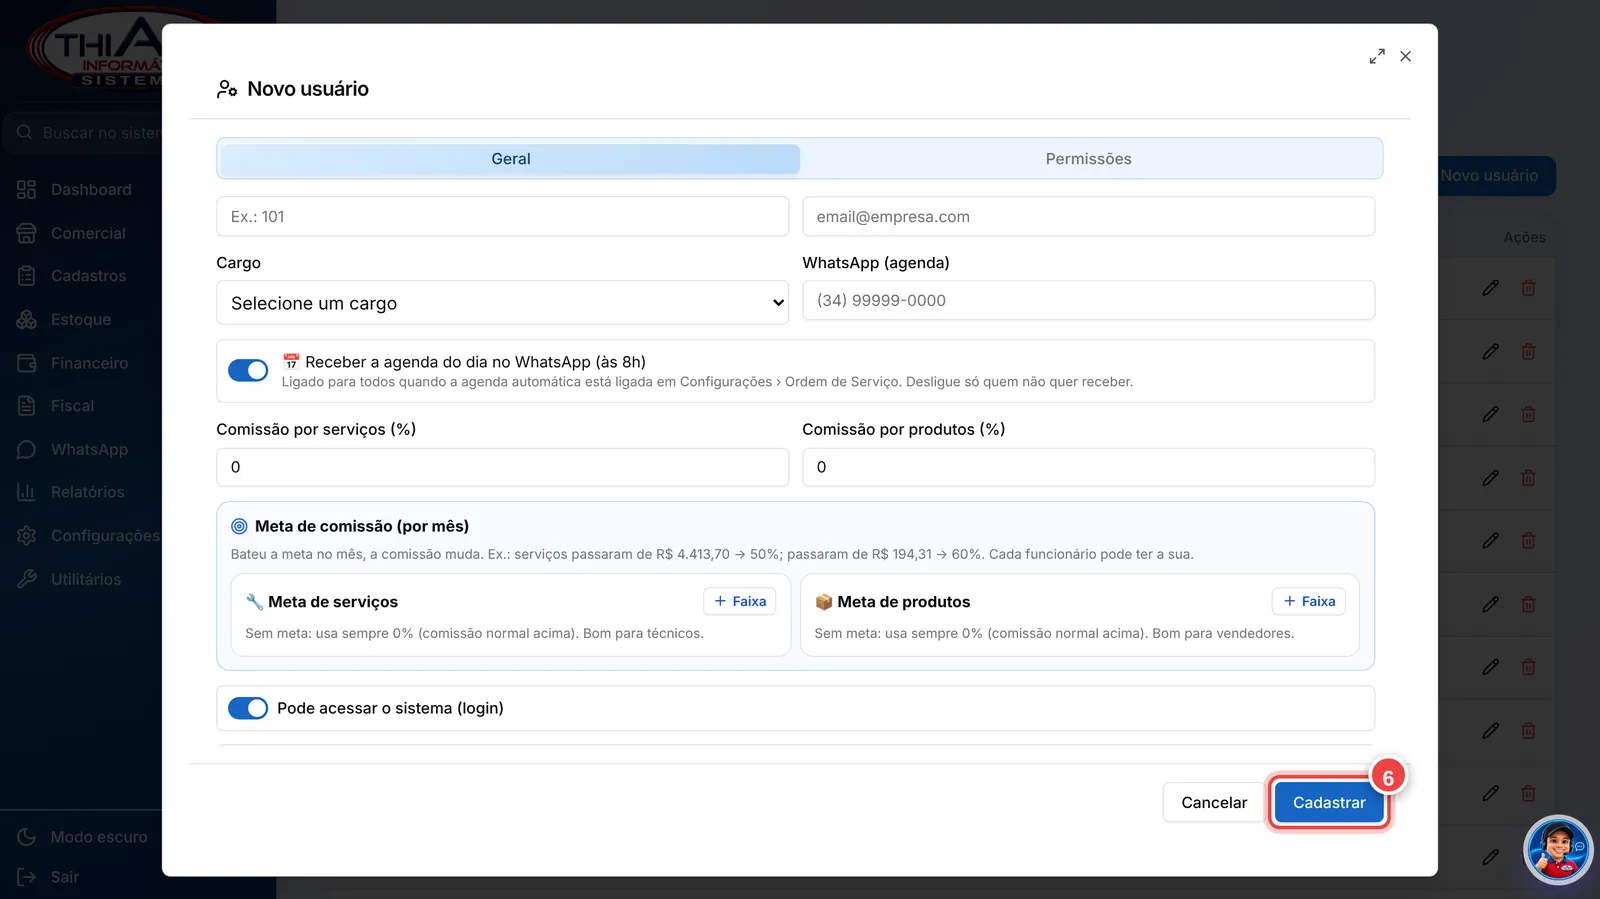 THIA
INFORMÁ
SISTEM
Buscar no sistem
Dashboard
Comercial
Cadastros
Estoque
Financeiro
Fiscal
WhatsApp
Relatórios
Configurações
Utilitários
Modo escuro
Sair
Novo usuário
Ações
Novo usuário
Geral
Permissões
Ex.: 101
email@empresa.com
Cargo
WhatsApp (agenda)
Selecione um cargo
(34) 99999-0000
📅 Receber a agenda do dia no WhatsApp (às 8h)
Ligado para todos quando a agenda automática está ligada em Configurações › Ordem de Serviço. Desligue só quem não quer receber.
Comissão por serviços (%)
Comissão por produtos (%)
0
0
Meta de comissão (por mês)
Bateu a meta no mês, a comissão muda. Ex.: serviços passaram de R$ 4.413,70 → 50%; passaram de R$ 194,31 → 60%. Cada funcionário pode ter a sua.
🔧 Meta de serviços
+ Faixa
Sem meta: usa sempre 0% (comissão normal acima). Bom para técnicos.
📦 Meta de produtos
+ Faixa
Sem meta: usa sempre 0% (comissão normal acima). Bom para vendedores.
Pode acessar o sistema (login)
Cancelar
Cadastrar
6